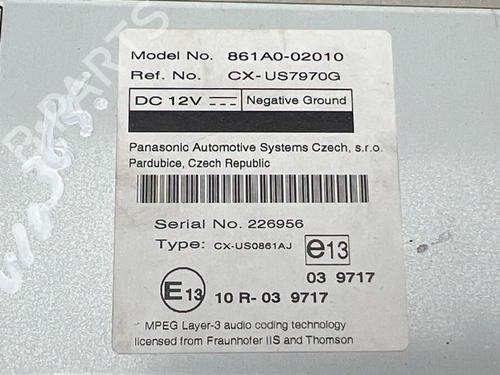 Model No. 861A0-02010
Ref. No. CX-US7970G
DC 12V Negative Ground
Panasonic Automotive Systems Czech, s.r.o.
Pardubice, Czech Republic
Serial No. 226956
Type: CX-US0861AJ e13
03 9717
E13 10 R- 03 9717
MPEG Layer-3 audio coding technology
licensed from Fraunhofer IIS and Thomson
B-PARTS